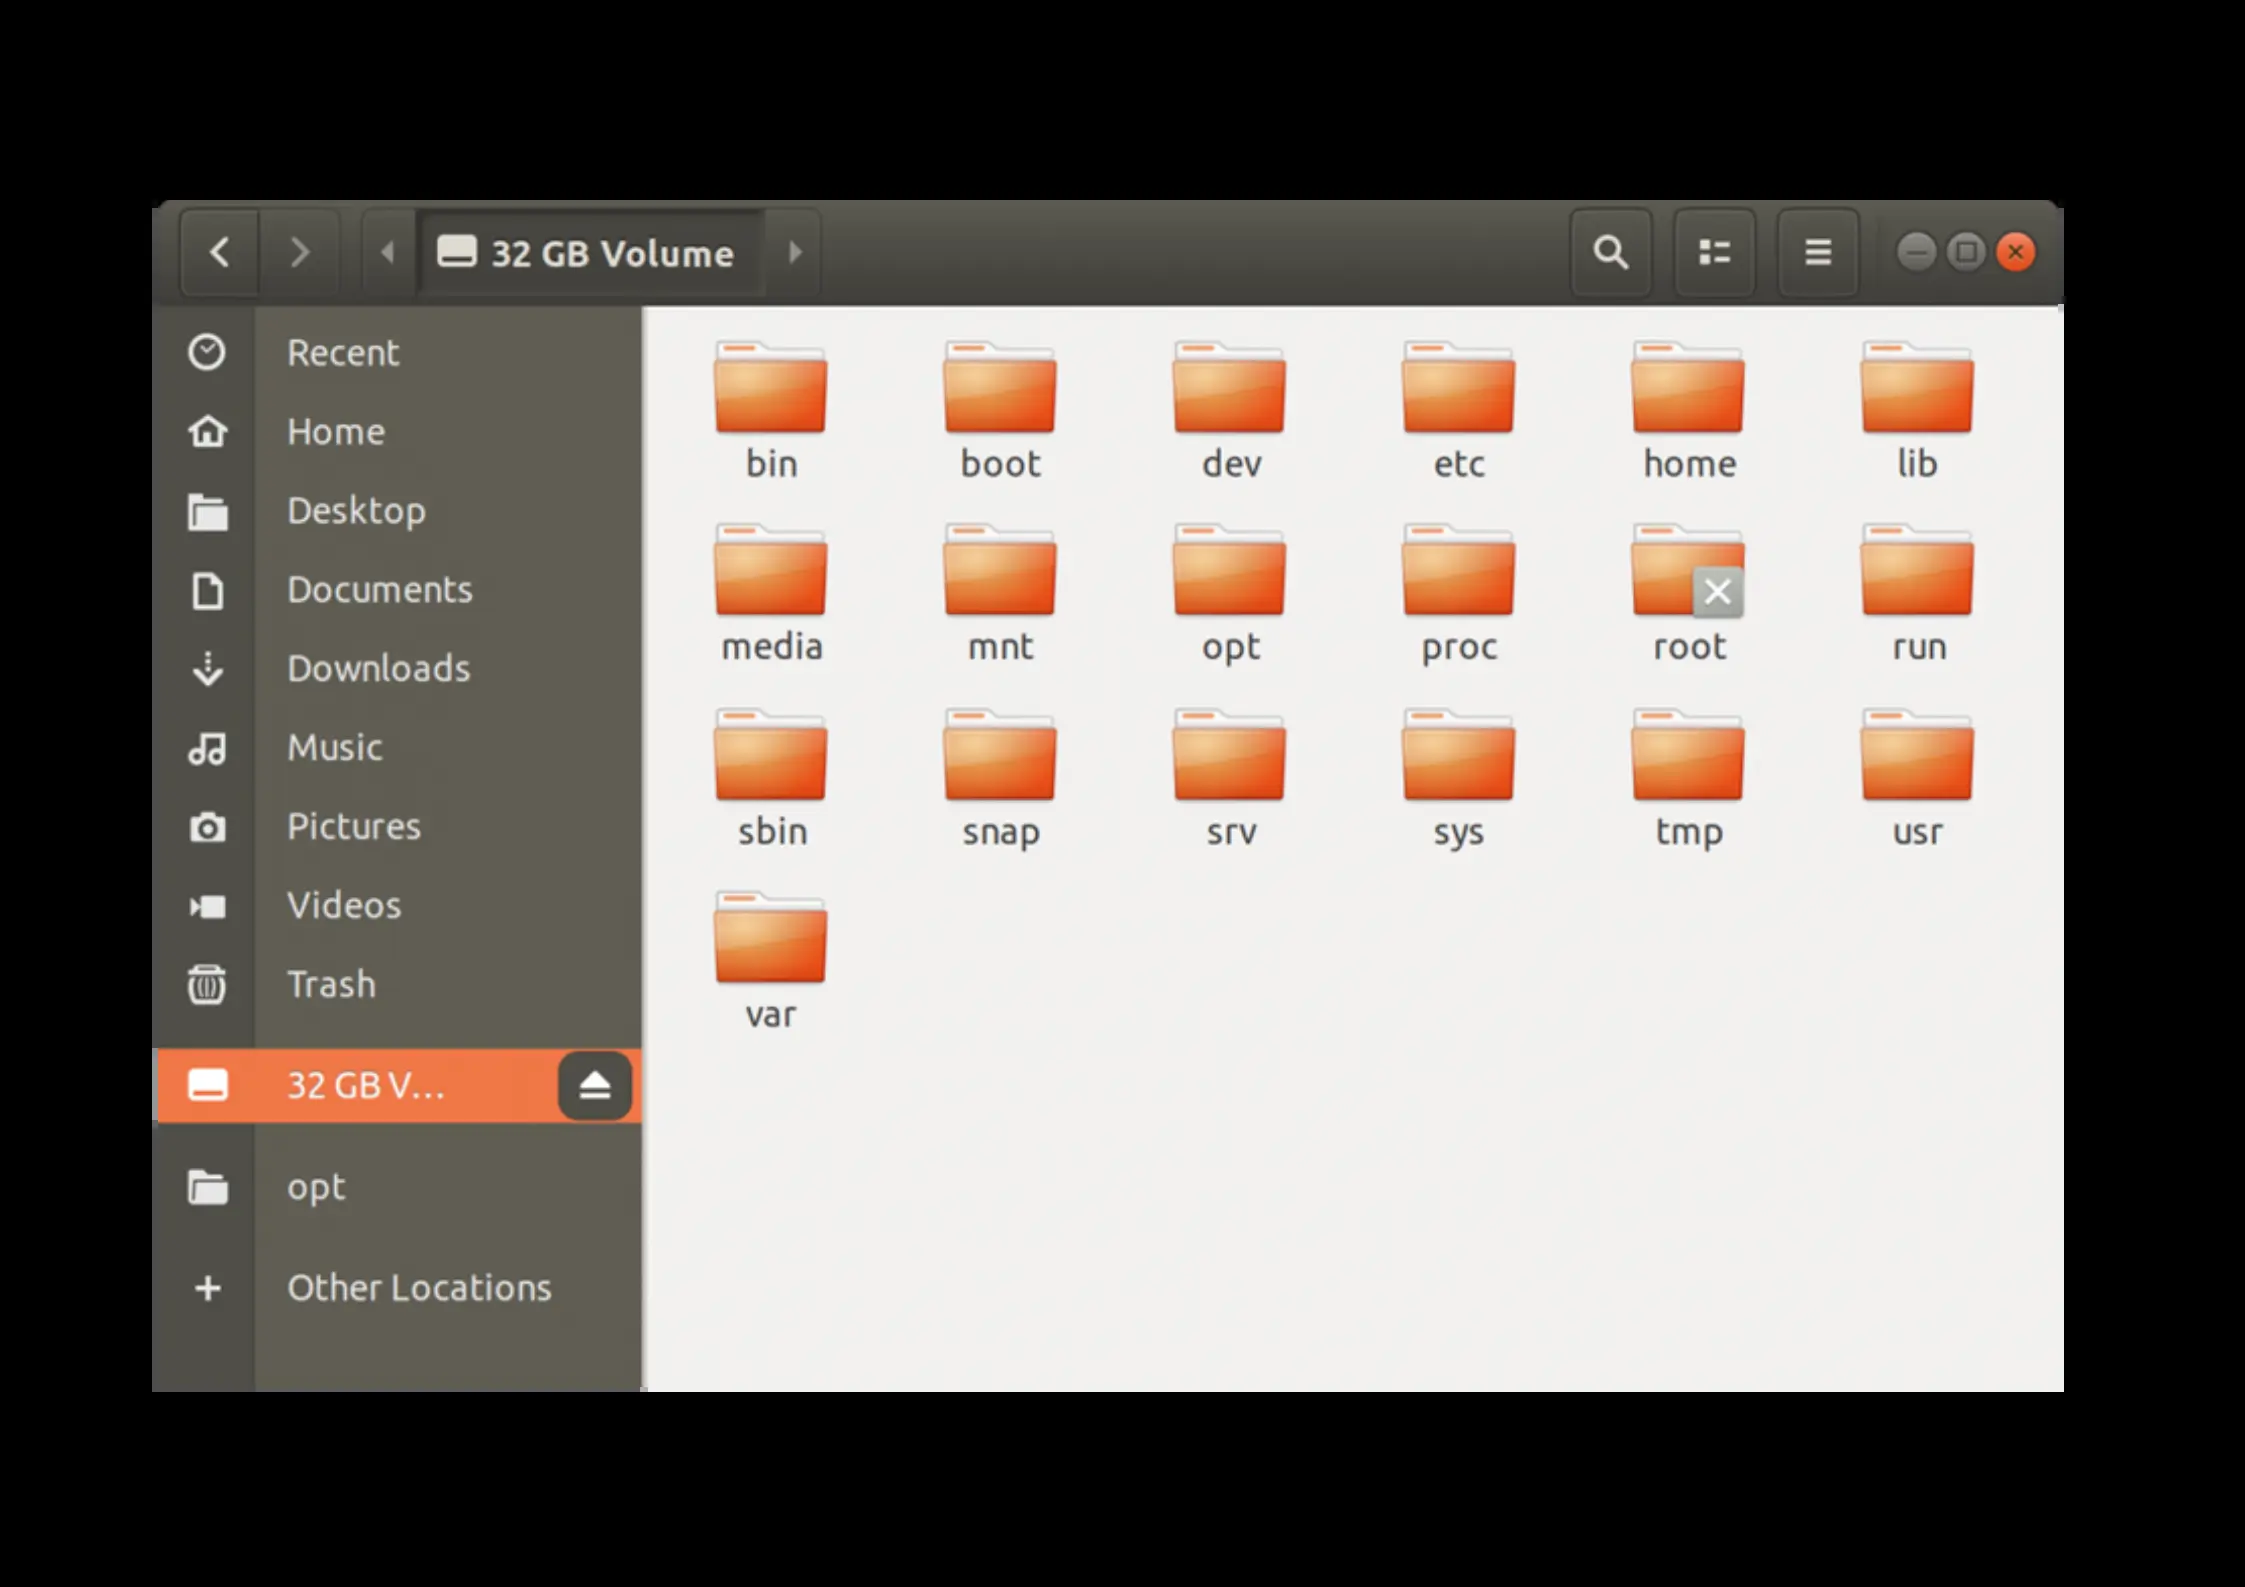 32 GB Volume
Recent
Home
Desktop
Documents
Downloads
Music
Pictures
Videos
Trash
32 GB V...
opt
Other Locations
bin boot dev etc home lib
media mnt opt proc root run
sbin snap srv sys tmp usr
var